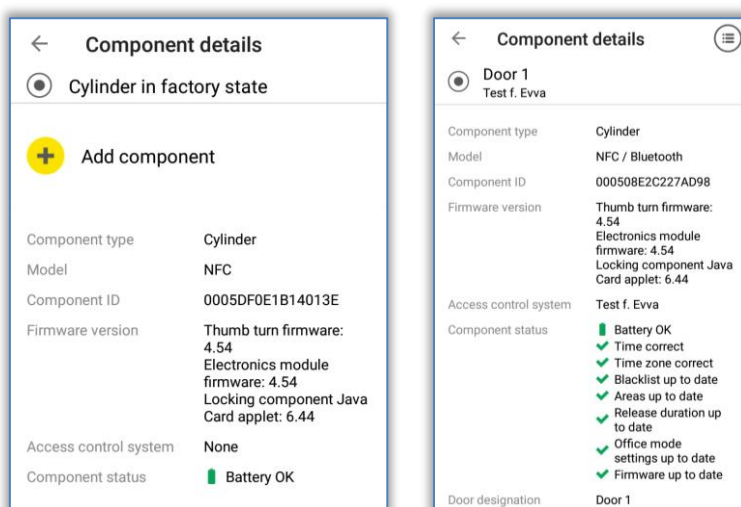 Component details
Cylinder in factory state
Add component
Component type Cylinder
Model NFC
Component ID 0005DF0E1B14013E
Firmware version Thumb turn firmware:
4.54
Electronics module
firmware: 4.54
Locking component Java
Card applet: 6.44
Access control system None
Component status Battery OK
Component details
Door 1
Test f. Evva
Component type Cylinder
Model NFC / Bluetooth
Component ID 000508E2C227AD98
Firmware version Thumb turn firmware:
4.54
Electronics module
firmware: 4.54
Locking component Java
Card applet: 6.44
Access control system Test f. Evva
Component status Battery OK
Time correct
Time zone correct
Blacklist up to date
Areas up to date
Release duration up
to date
Office mode
settings up to date
Firmware up to date
Door designation Door 1